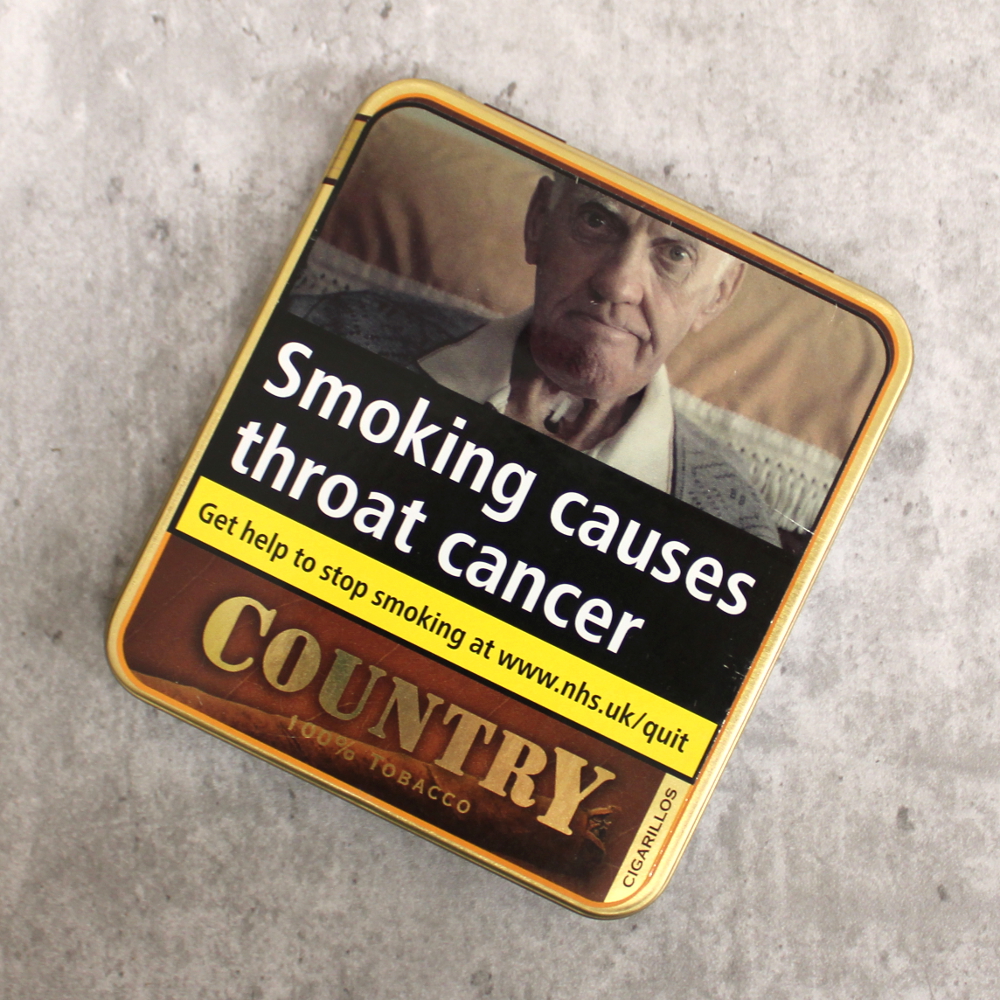 Smoking causes
throat cancer
Get help to stop smoking at www.nhs.uk/quit
COUNTRY
100% TOBACCO
CIGARILLOS